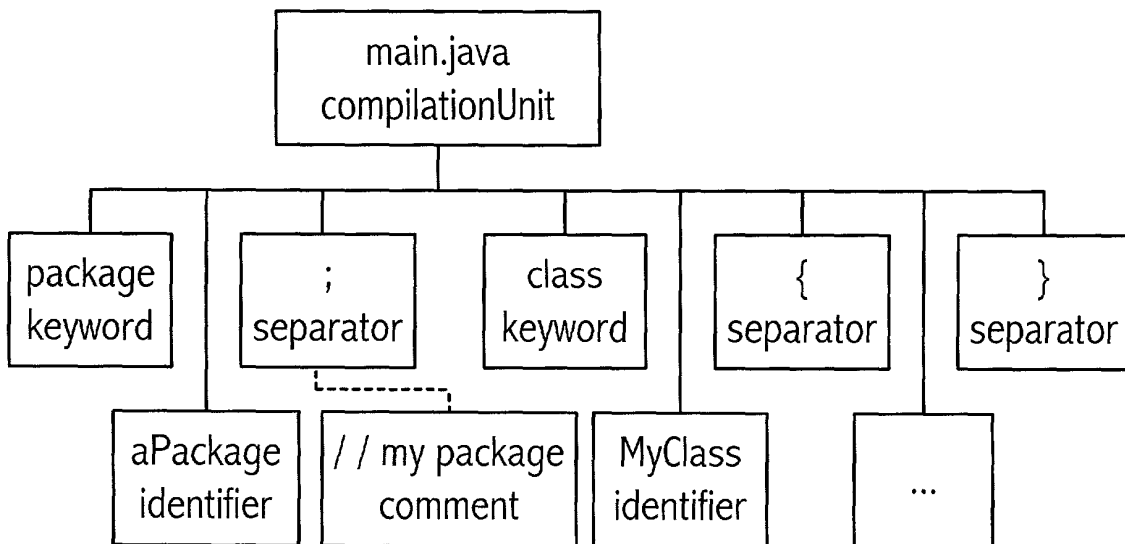 main.java
compilationUnit
package
keyword
;
separator
class
keyword
{
separator
}
separator
aPackage
identifier
/ / my package
comment
MyClass
identifier
...